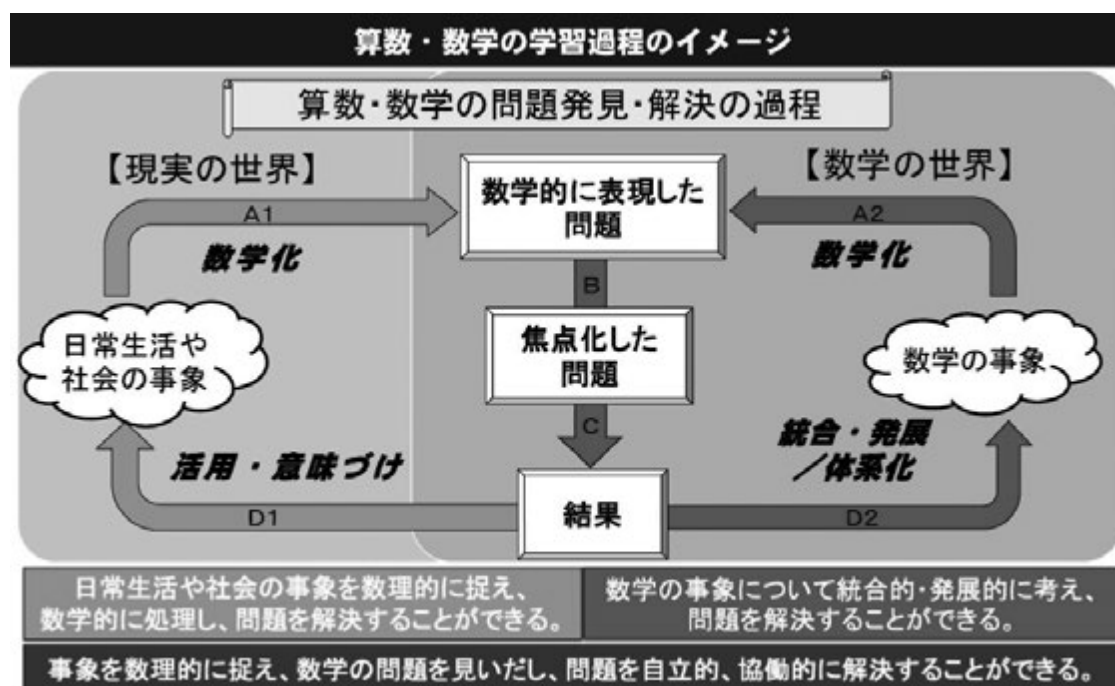 算数・数学の学習過程のイメージ
算数・数学の問題発見・解決の過程
【現実の世界】
【数学の世界】
数学的に表現した
問題
A1
A2
数学化
数学化
B
日常生活や
社会の事象
焦点化した
問題
数学の事象
C
活用・意味づけ
統合・発展
／体系化
結果
D1
D2
日常生活や社会の事象を数理的に捉え、
数学的に処理し、問題を解決することができる。
数学の事象について統合的・発展的に考え、
問題を解決することができる。
事象を数理的に捉え、数学の問題を見いだし、問題を自立的、協働的に解決することができる。